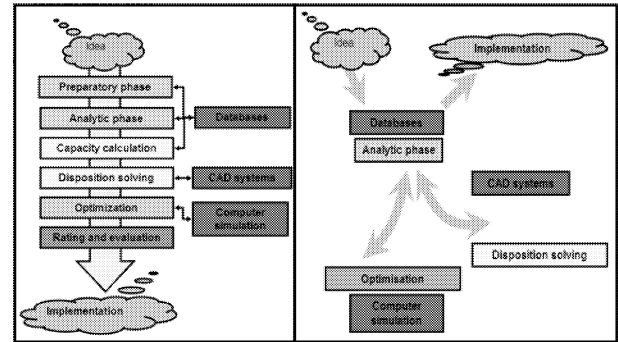 Idea
Preparatory phase
Analytic phase
Databases
Capacity calculation
Disposition solving
CAD systems
Optimization
Computer
simulation
Rating and evaluation
Implementation
Idea
Implementation
Databases
Analytic phase
CAD systems
Disposition solving
Optimisation
Computer
simulation